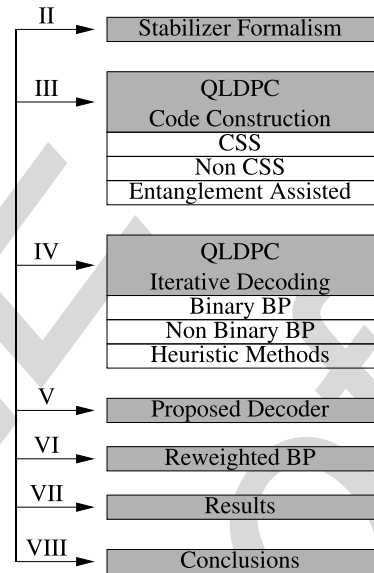 II
Stabilizer Formalism
III
QLDPC
Code Construction
CSS
Non CSS
Entanglement Assisted
IV
QLDPC
Iterative Decoding
Binary BP
Non Binary BP
Heuristic Methods
V
Proposed Decoder
VI
Reweighted BP
VII
Results
VIII
Conclusions